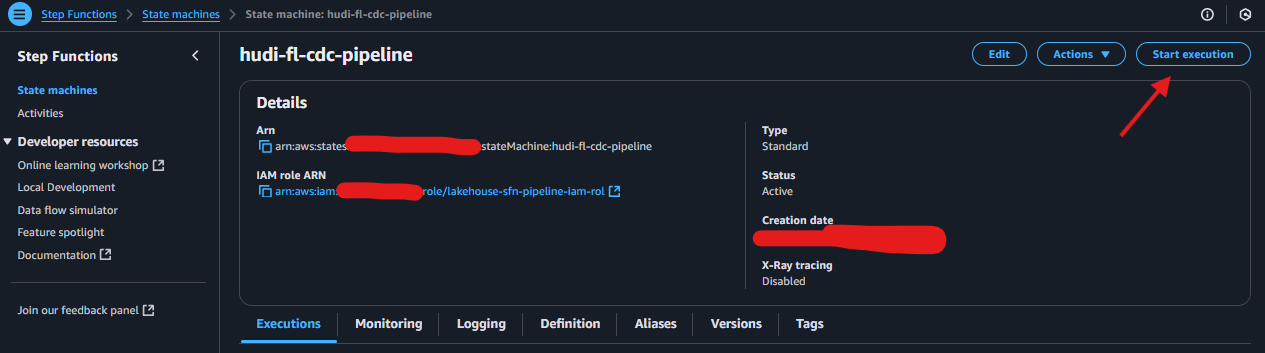 Step Functions > State machines > State machine: hudi-fl-cdc-pipeline
Step Functions
State machines
Activities
Developer resources
Online learning workshop
Local Development
Data flow simulator
Feature spotlight
Documentation
Join our feedback panel
hudi-fl-cdc-pipeline
Edit
Actions
Start execution
Details
Arn
arn:aws:states stateMachine:hudi-fl-cdc-pipeline
IAM role ARN
arn:aws:iam: role/lakehouse-sfn-pipeline-iam-rol
Type
Standard
Status
Active
Creation date
X-Ray tracing
Disabled
Executions Monitoring Logging Definition Aliases Versions Tags